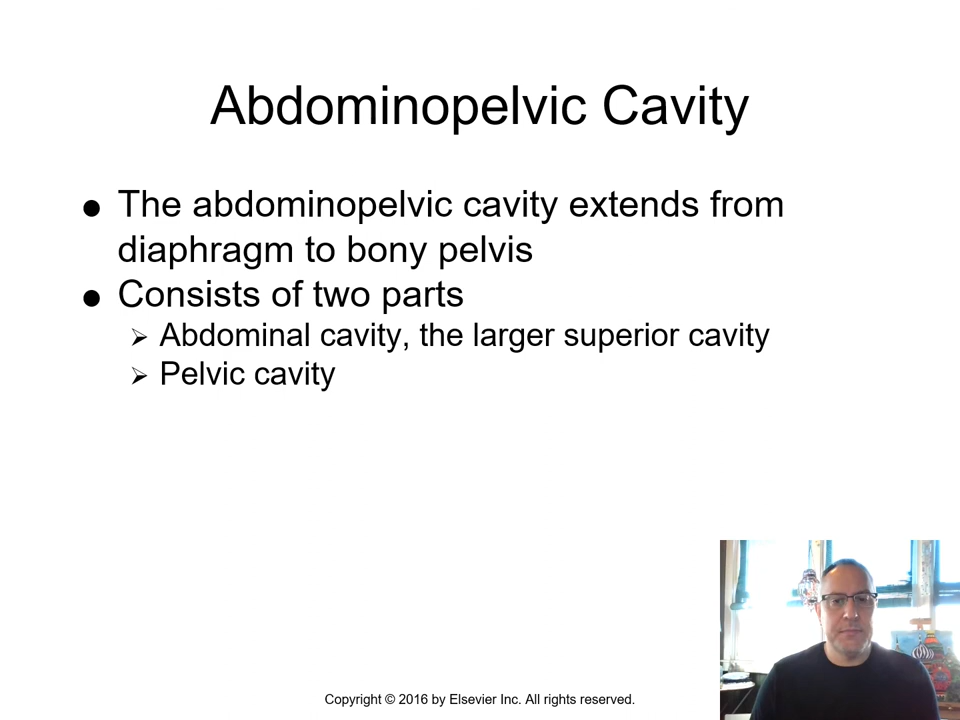 Abdominopelvic Cavity
● The abdominopelvic cavity extends from
diaphragm to bony pelvis
● Consists of two parts
➢ Abdominal cavity, the larger superior cavity
➢ Pelvic cavity
Copyright © 2016 by Elsevier Inc. All rights reserved.